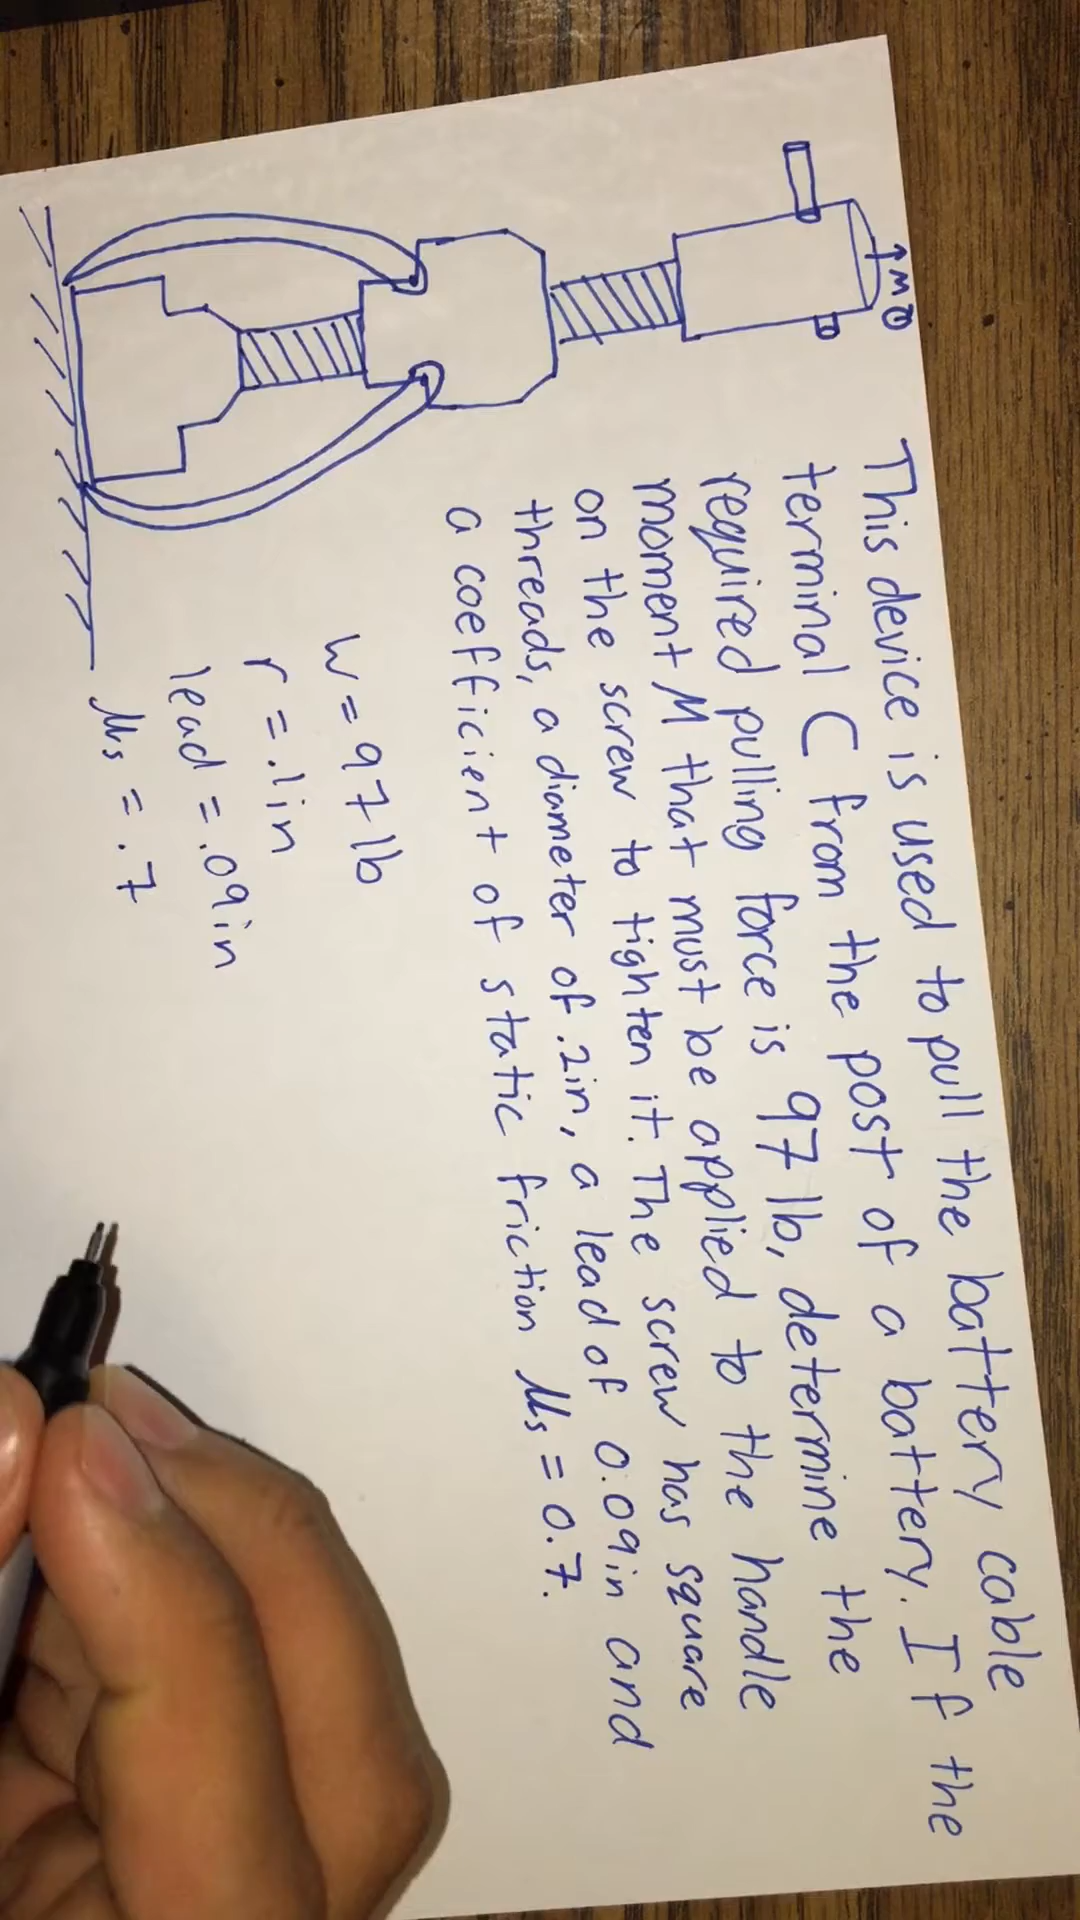 M
This device is used to pull the battery cable
terminal C from the post of a battery. If the
required pulling force is 97 lb, determine the
moment M that must be applied to the handle
on the screw to tighten it. The screw has square
threads, a diameter of .2in, a lead of 0.09in and
a coefficient of static friction μs = 0.7.
W = 97 lb
r = .1 in
lead = .09in
μs = .7